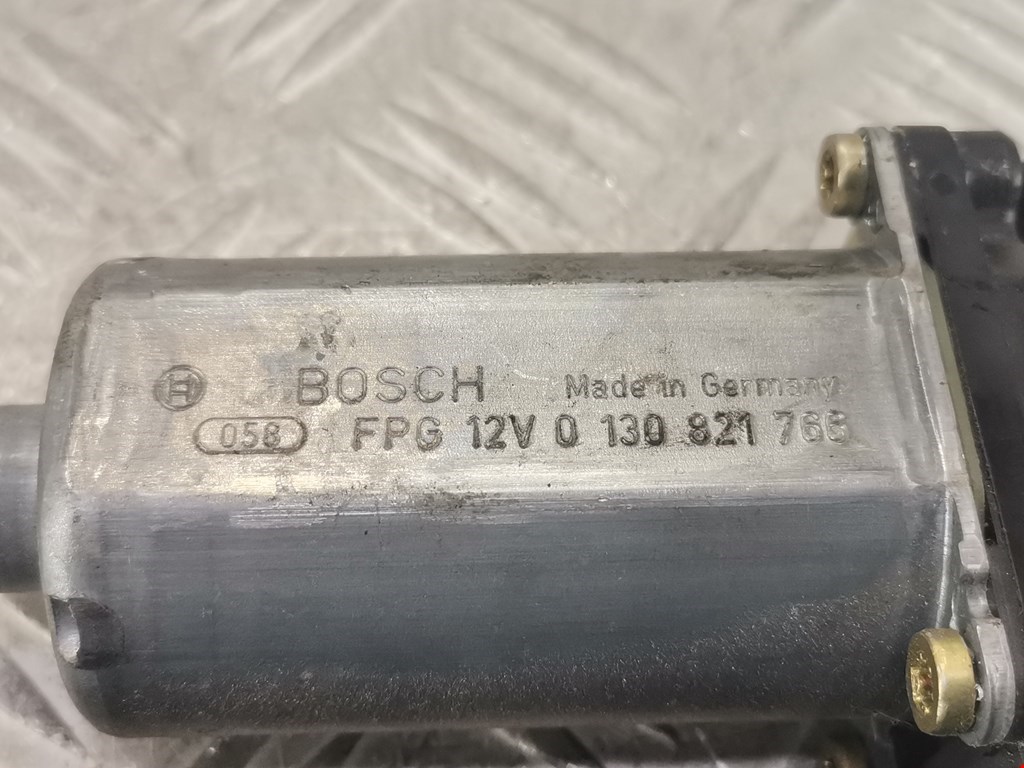 BOSCH Made in Germany
058 FPG 12V 0 130 821 766